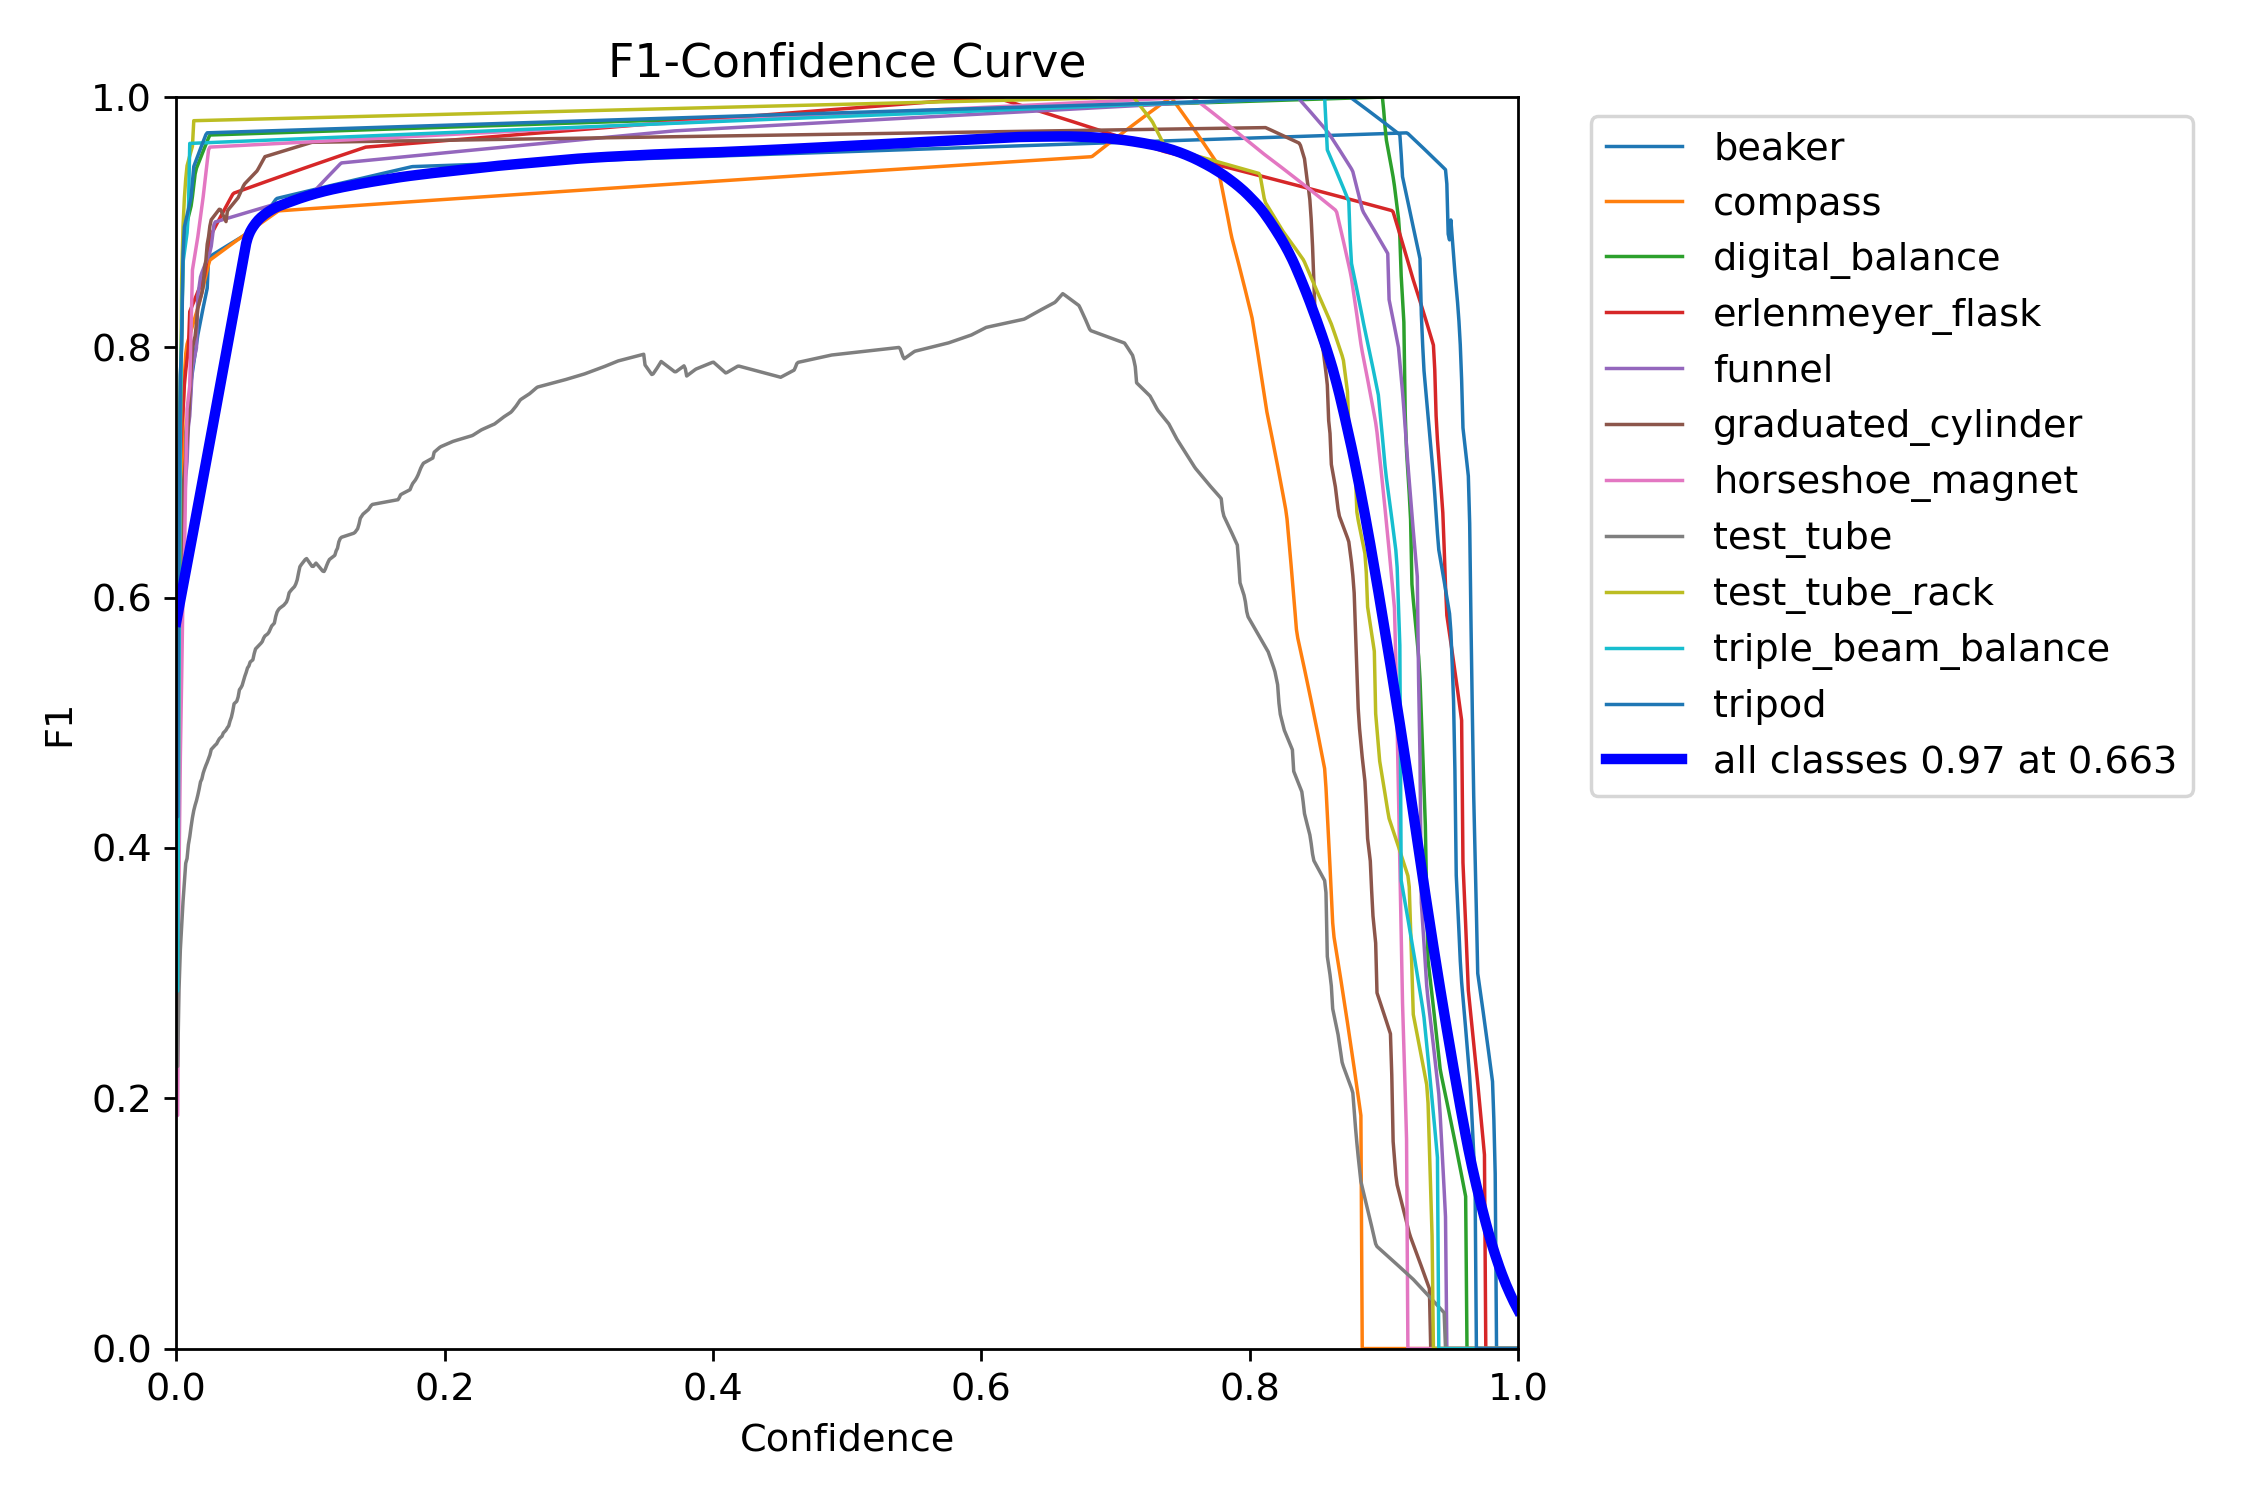 F1-Confidence Curve
1.0
0.8
0.6
0.4
0.2
0.0
F1
0.0 0.2 0.4 0.6 0.8 1.0
Confidence
beaker
compass
digital_balance
erlenmeyer_flask
funnel
graduated_cylinder
horseshoe_magnet
test_tube
test_tube_rack
triple_beam_balance
tripod
all classes 0.97 at 0.663